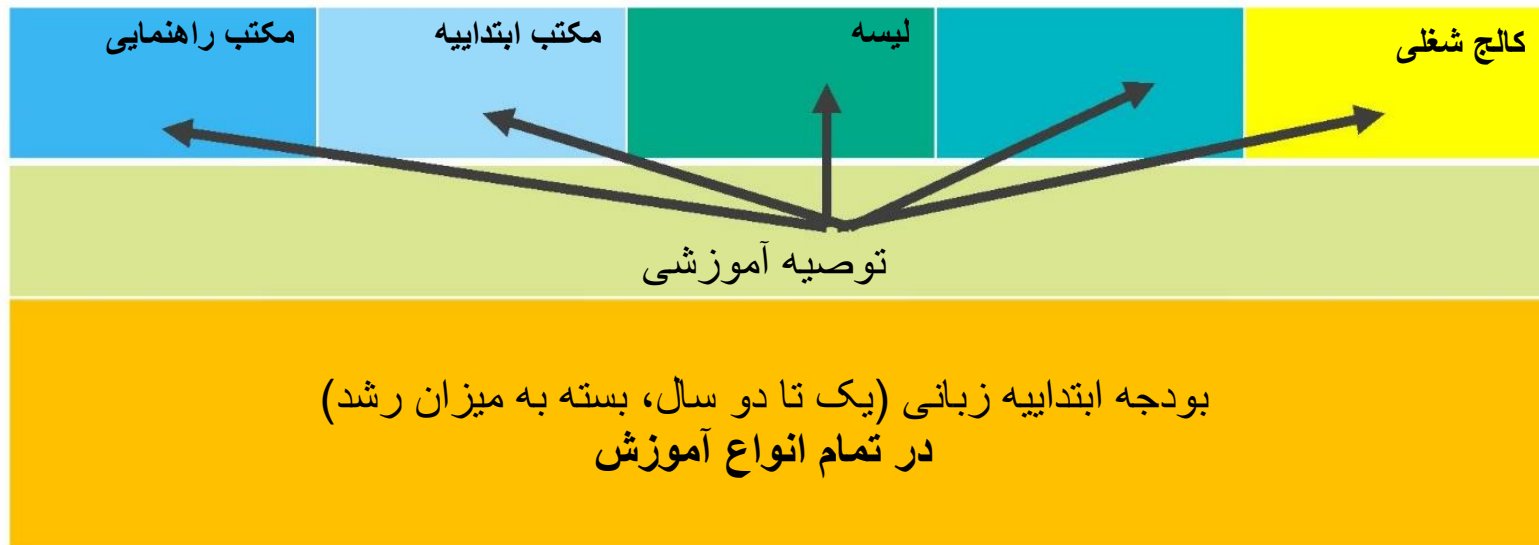 کالج شغلی
لیسه
مکتب ابتداییه
مکتب راهنمایی
توصیه آموزشی
بودجه ابتداییه زبانی (یک تا دو سال، بسته به میزان رشد)
در تمام انواع آموزش